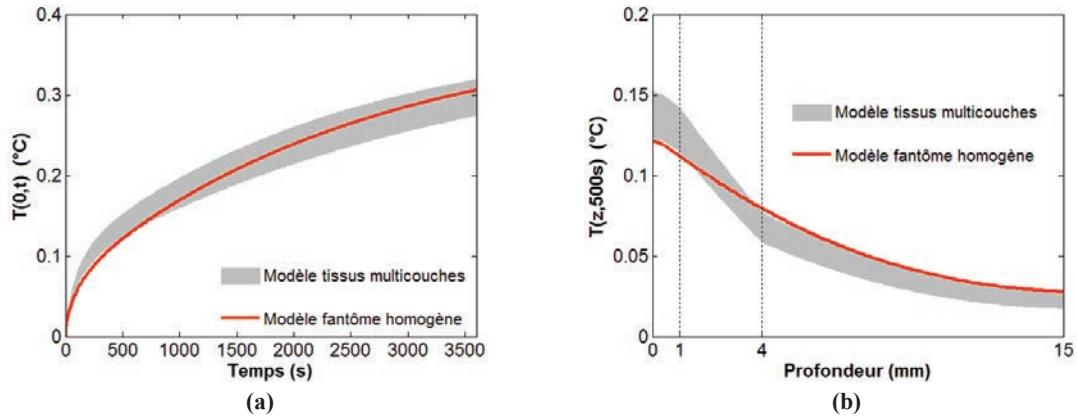 0.4
0.3
0.2
0.1
0
T(0,t) (°C)
Modèle tissus multicouches
Modèle fantôme homogène
0 500 1000 1500 2000 2500 3000 3500
Temps (s)
(a)
0.2
0.15
0.1
0.05
0
T(z,500s) (°C)
Modèle tissus multicouches
Modèle fantôme homogène
0 1 4 15
Profondeur (mm)
(b)